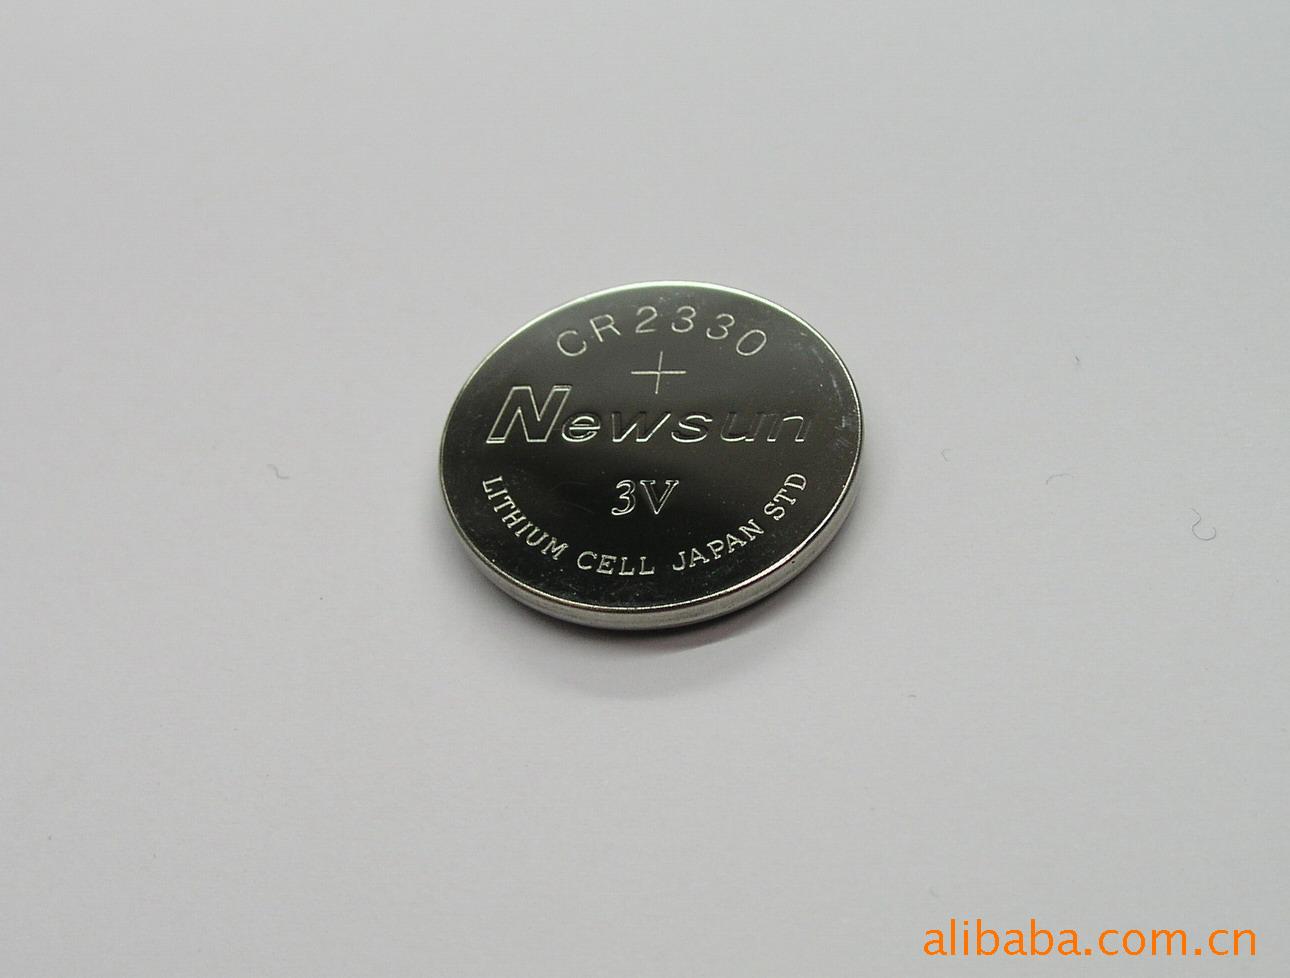 CR2330
+
Newsun
3V
LITHIUM CELL JAPAN STD
alibaba.com.cn